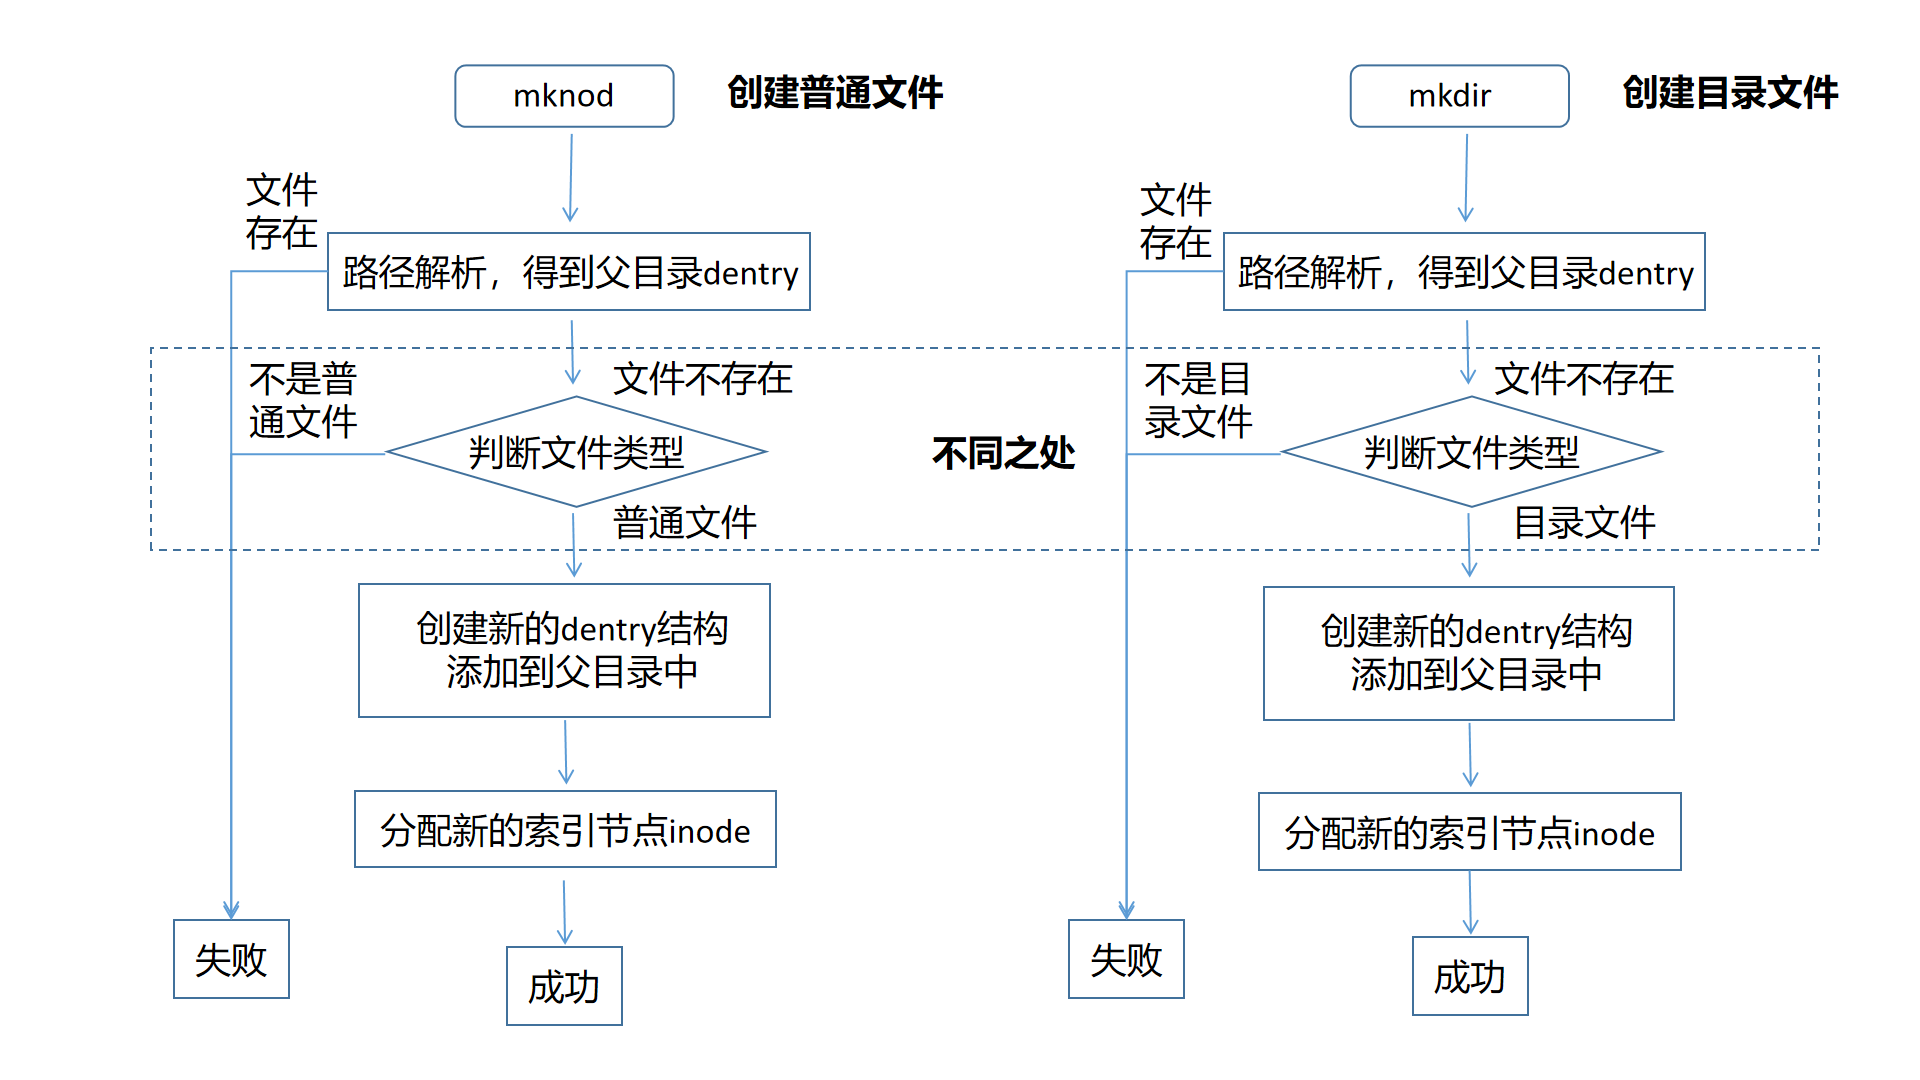 mknod
创建普通文件
文件
存在
路径解析，得到父目录dentry
不是普
通文件
文件不存在
判断文件类型
普通文件
创建新的dentry结构
添加到父目录中
分配新的索引节点inode
失败
成功
不同之处
mkdir
创建目录文件
文件
存在
路径解析，得到父目录dentry
不是目
录文件
文件不存在
判断文件类型
目录文件
创建新的dentry结构
添加到父目录中
分配新的索引节点inode
失败
成功